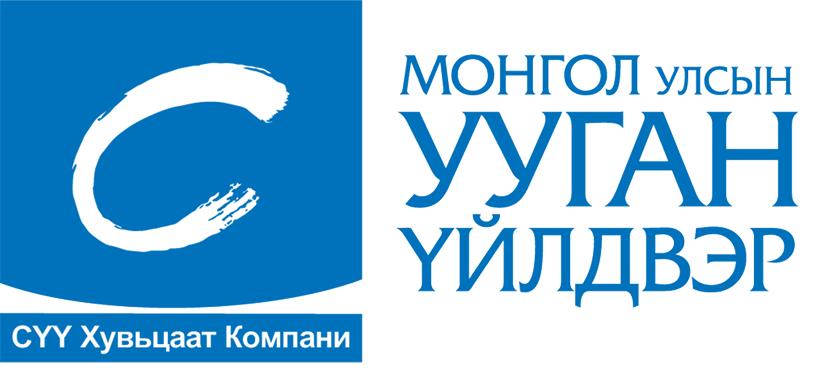 С
СҮҮ Хувьцаат Компани
МОНГОЛ УЛСЫН
УУГАН
ҮЙЛДВЭР